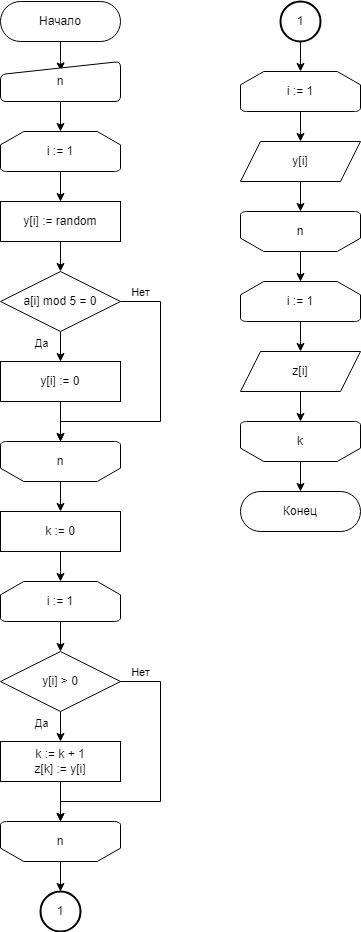 Начало
n
i := 1
y[i] := random
a[i] mod 5 = 0
Нет
Да
y[i] := 0
n
k := 0
i := 1
y[i] > 0
Нет
Да
k := k + 1
z[k] := y[i]
n
1
1
i := 1
y[i]
n
i := 1
z[i]
k
Конец